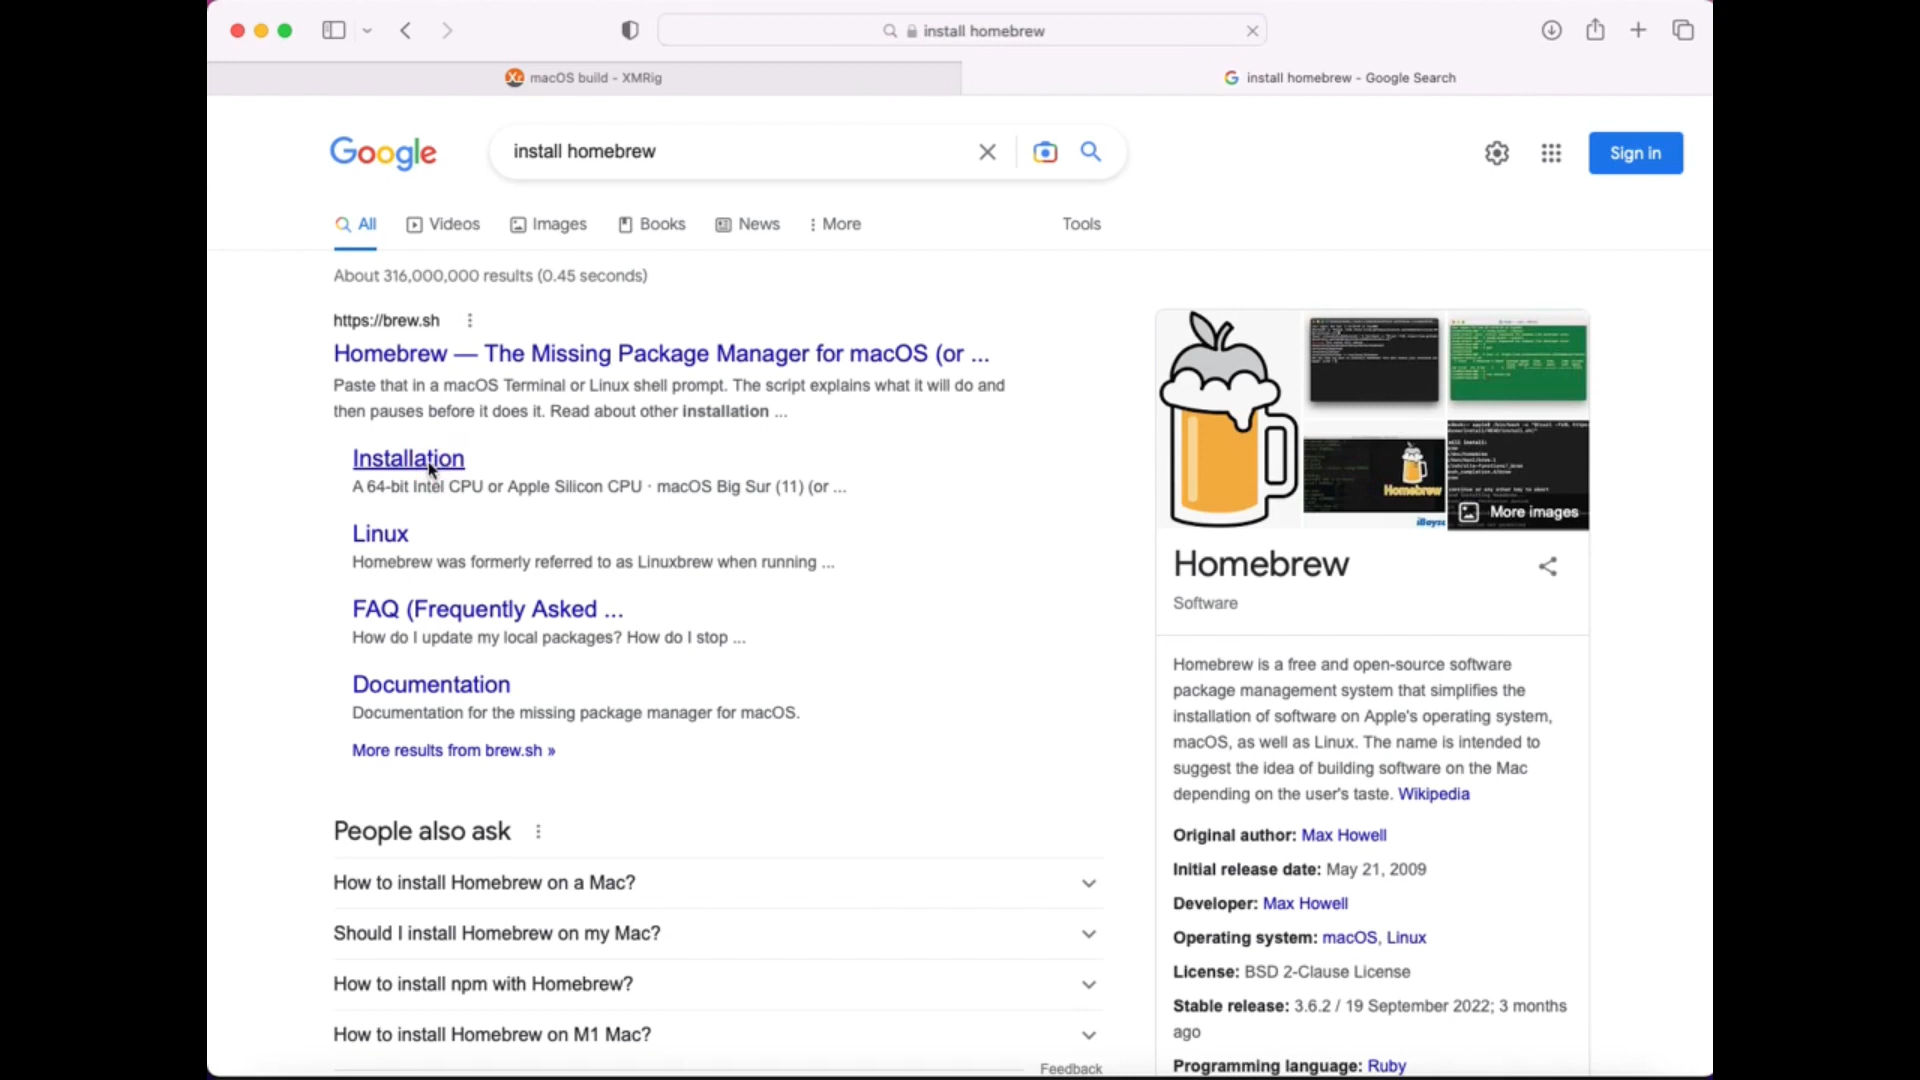 install homebrew
macOS build - XMRig
install homebrew - Google Search
Google
install homebrew
Sign in
All
Videos
Images
Books
News
More
Tools
About 316,000,000 results (0.45 seconds)
https://brew.sh
Homebrew — The Missing Package Manager for macOS (or ...
Paste that in a macOS Terminal or Linux shell prompt. The script explains what it will do and
then pauses before it does it. Read about other installation ...
Installation
A 64-bit Intel CPU or Apple Silicon CPU · macOS Big Sur (11) (or ...
Linux
Homebrew was formerly referred to as Linuxbrew when running ...
FAQ (Frequently Asked ...
How do I update my local packages? How do I stop ...
Documentation
Documentation for the missing package manager for macOS.
More results from brew.sh »
People also ask
How to install Homebrew on a Mac?
Should I install Homebrew on my Mac?
How to install npm with Homebrew?
How to install Homebrew on M1 Mac?
Feedback
Homebrew
More images
Homebrew
Software
Homebrew is a free and open-source software
package management system that simplifies the
installation of software on Apple's operating system,
macOS, as well as Linux. The name is intended to
suggest the idea of building software on the Mac
depending on the user's taste. Wikipedia
Original author: Max Howell
Initial release date: May 21, 2009
Developer: Max Howell
Operating system: macOS, Linux
License: BSD 2-Clause License
Stable release: 3.6.2 / 19 September 2022; 3 months
ago
Programming language: Ruby